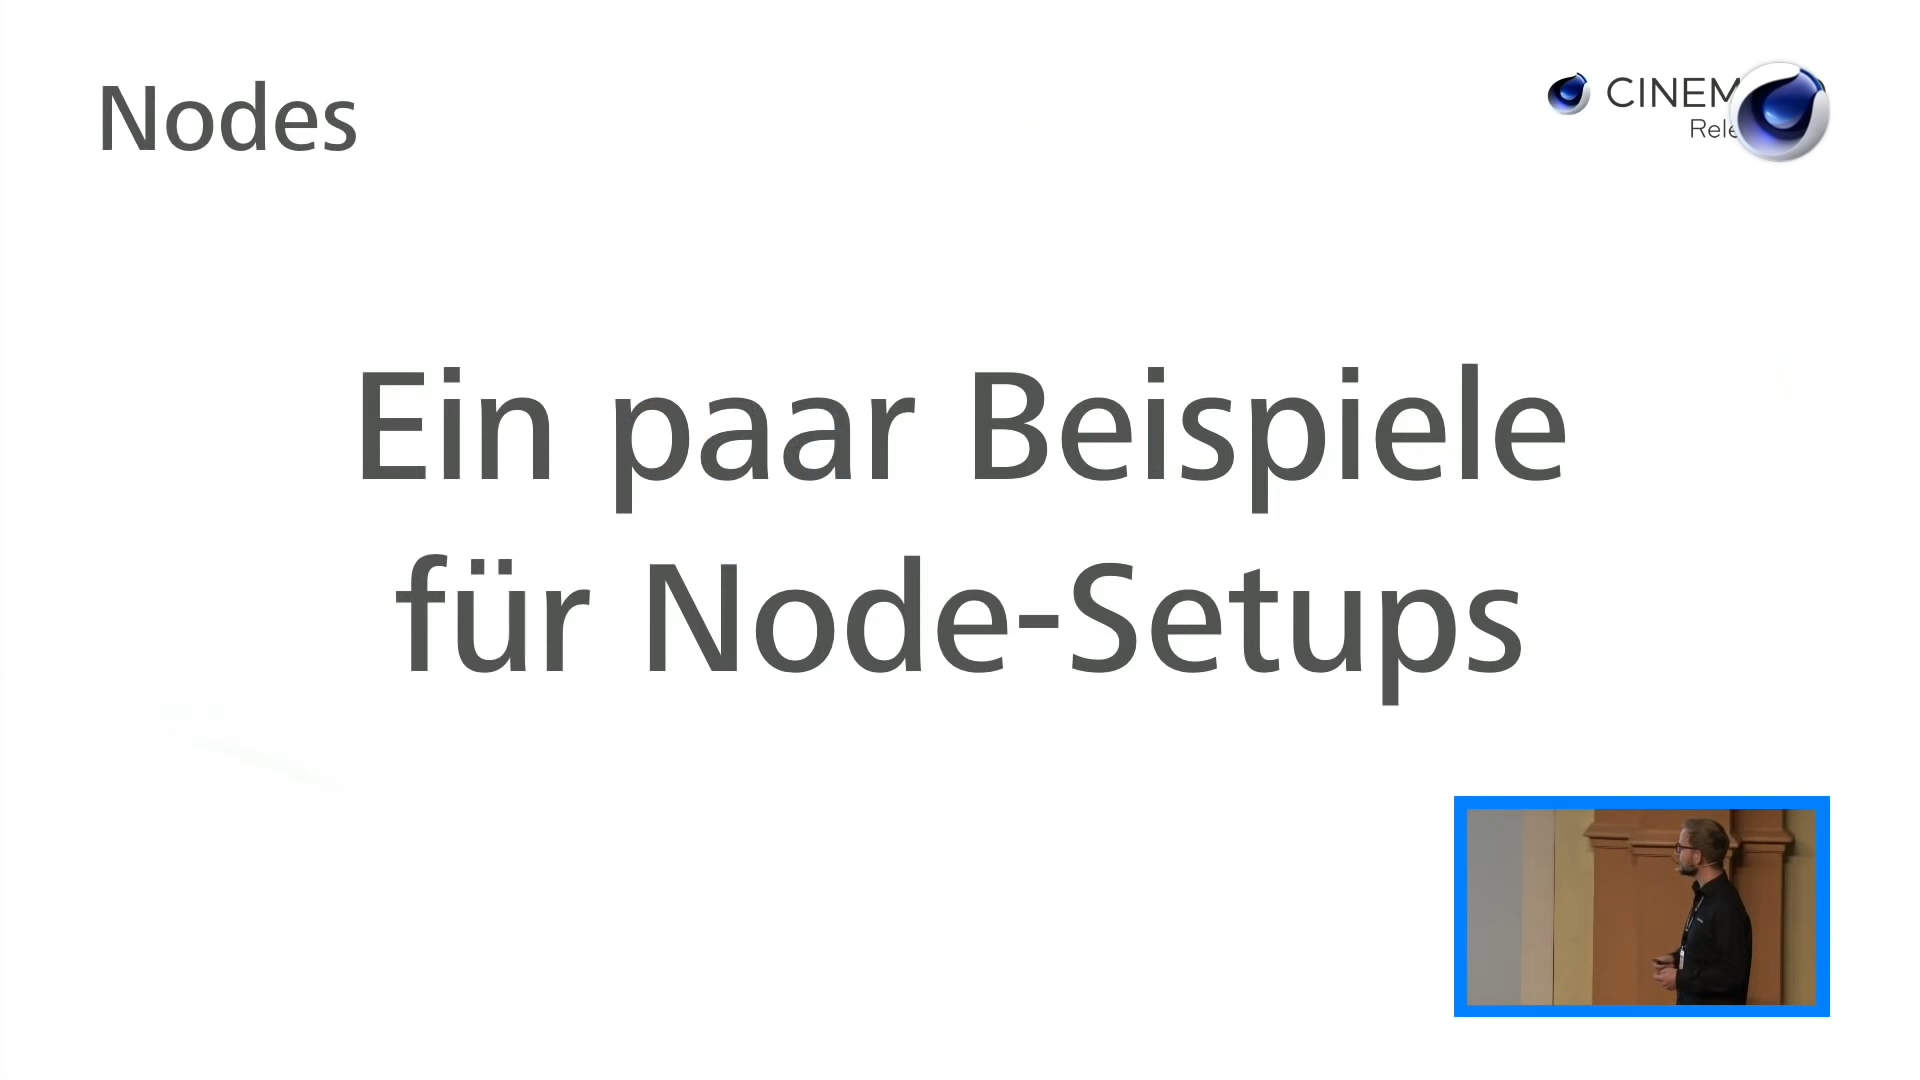 Nodes
CINEM
Rele
Ein paar Beispiele
für Node-Setups